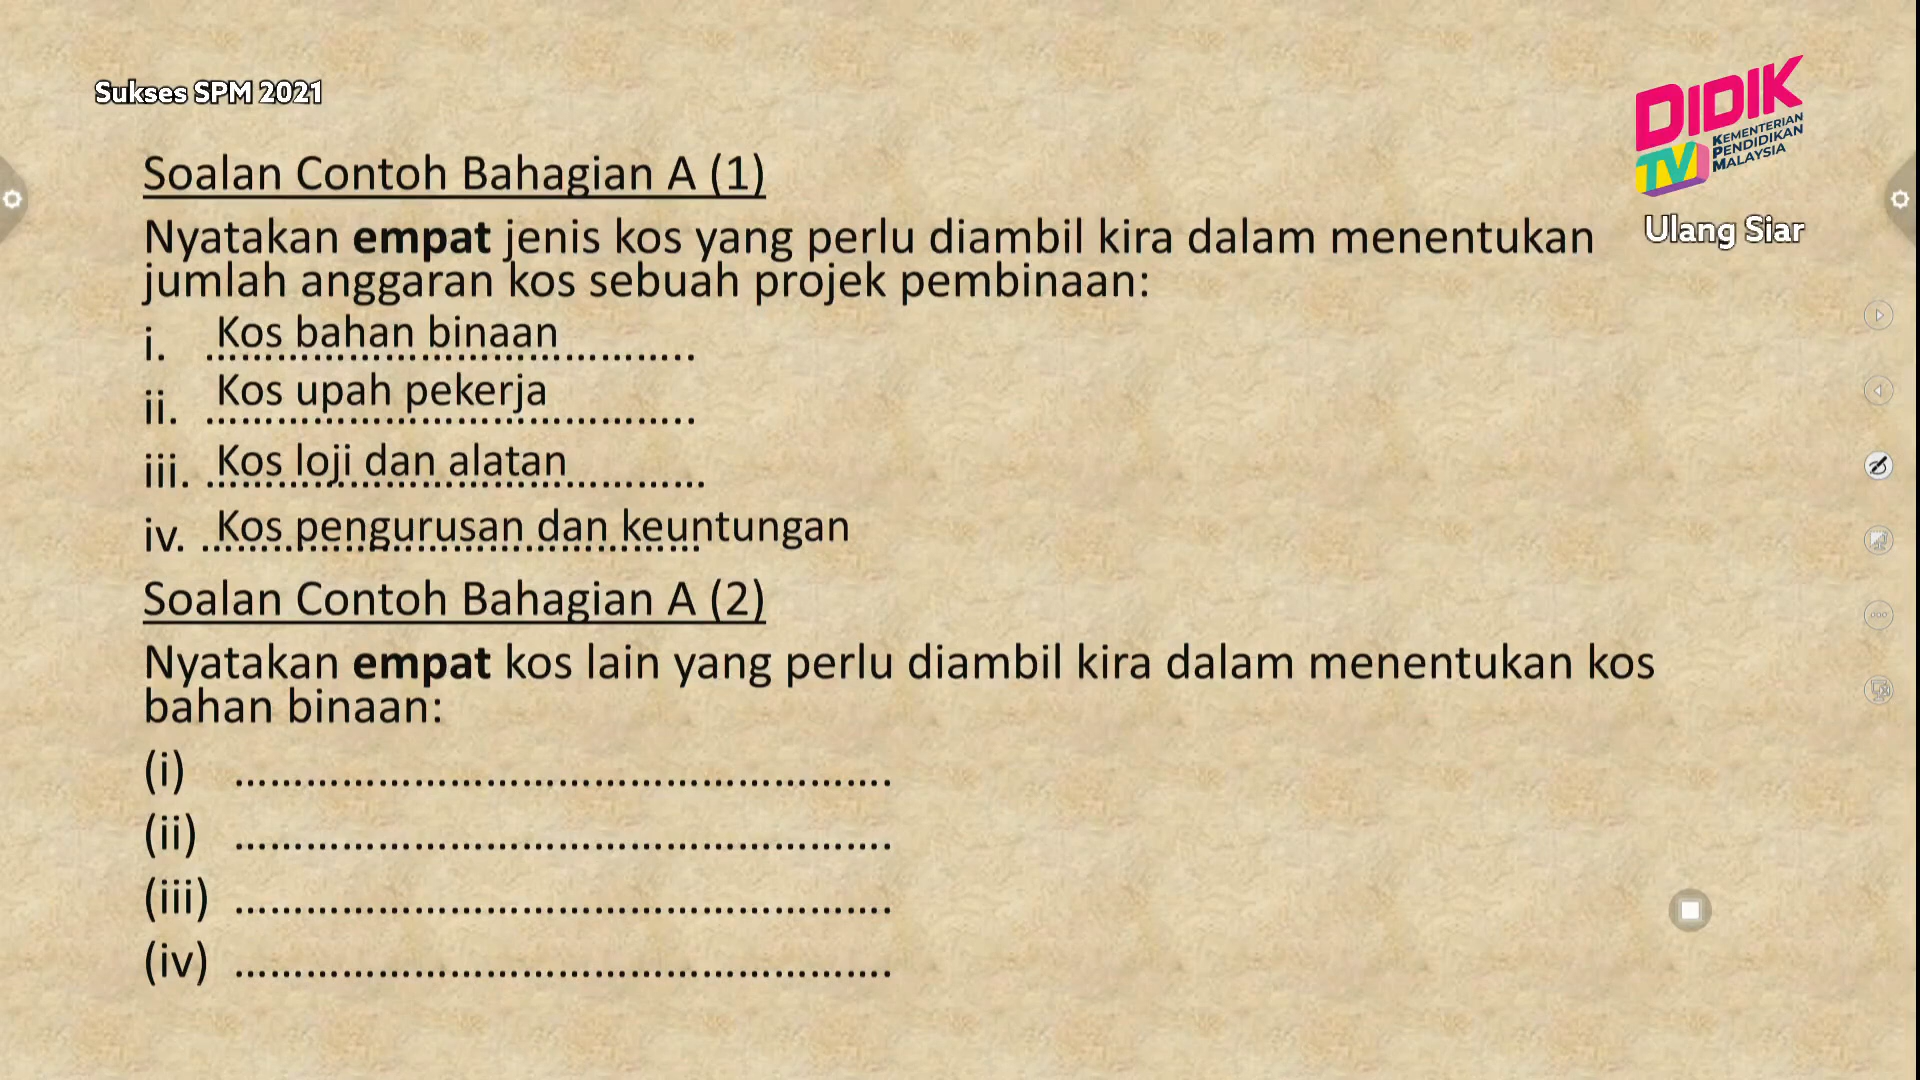 Sukses SPM 2021
DIDIK
TV
KEMENTERIAN
PENDIDIKAN
MALAYSIA
Ulang Siar
Soalan Contoh Bahagian A (1)
Nyatakan empat jenis kos yang perlu diambil kira dalam menentukan
jumlah anggaran kos sebuah projek pembinaan:
i. Kos bahan binaan
ii. Kos upah pekerja
iii. Kos loji dan alatan
iv. Kos pengurusan dan keuntungan
Soalan Contoh Bahagian A (2)
Nyatakan empat kos lain yang perlu diambil kira dalam menentukan kos
bahan binaan:
(i) ……………………………………………….
(ii) ……………………………………………….
(iii) ……………………………………………….
(iv) ……………………………………………….